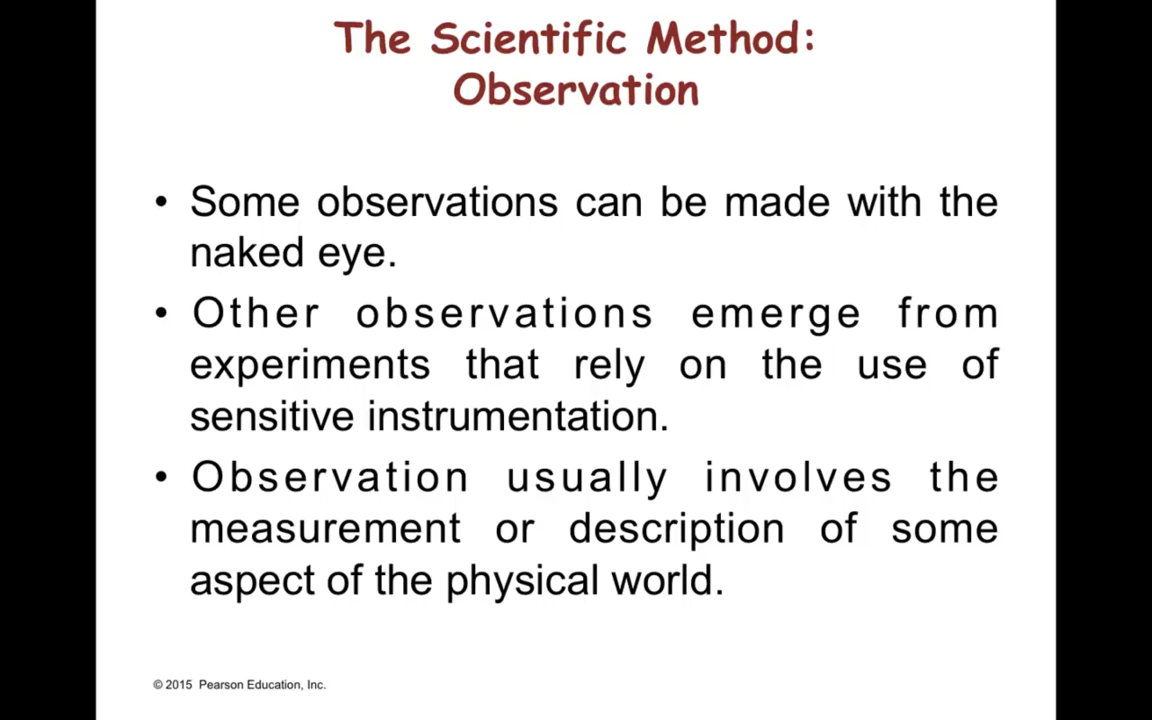 The Scientific Method:
Observation
• Some observations can be made with the
naked eye.
• Other observations emerge from
experiments that rely on the use of
sensitive instrumentation.
• Observation usually involves the
measurement or description of some
aspect of the physical world.
© 2015 Pearson Education, Inc.